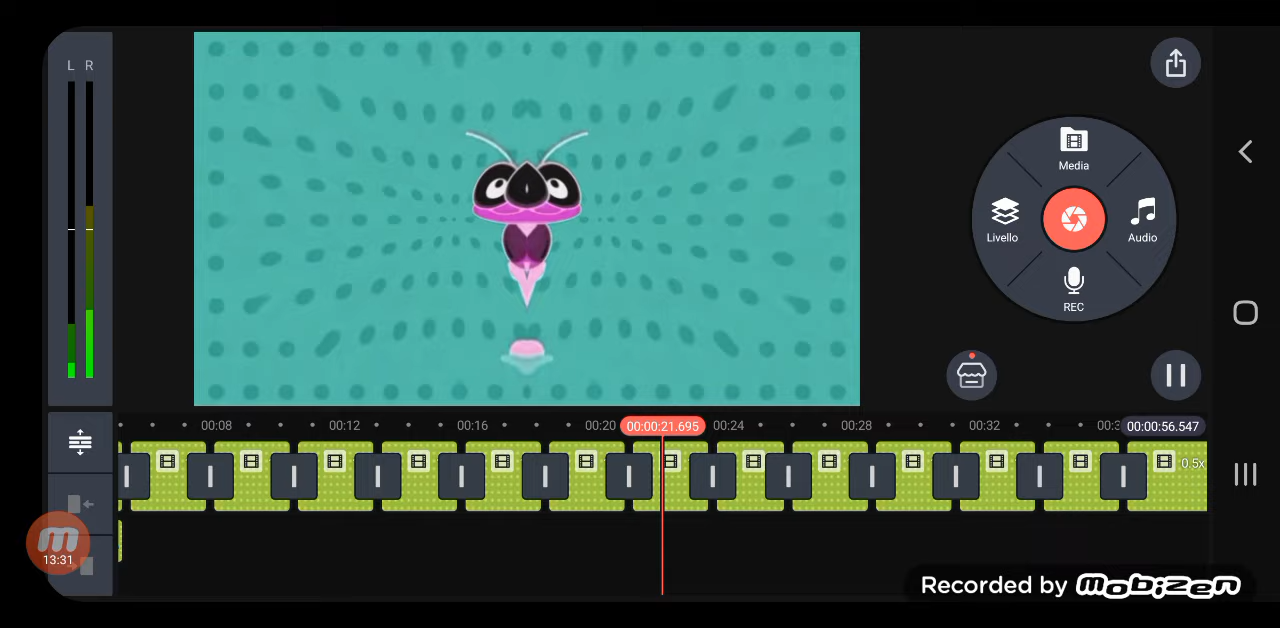 L R
Media
Livello
Audio
REC
00:08
00:12
00:16
00:20
00:00:21.695
00:24
00:28
00:32
00:3
00:00:56.547
0.5x
13:31
Recorded by mobizen